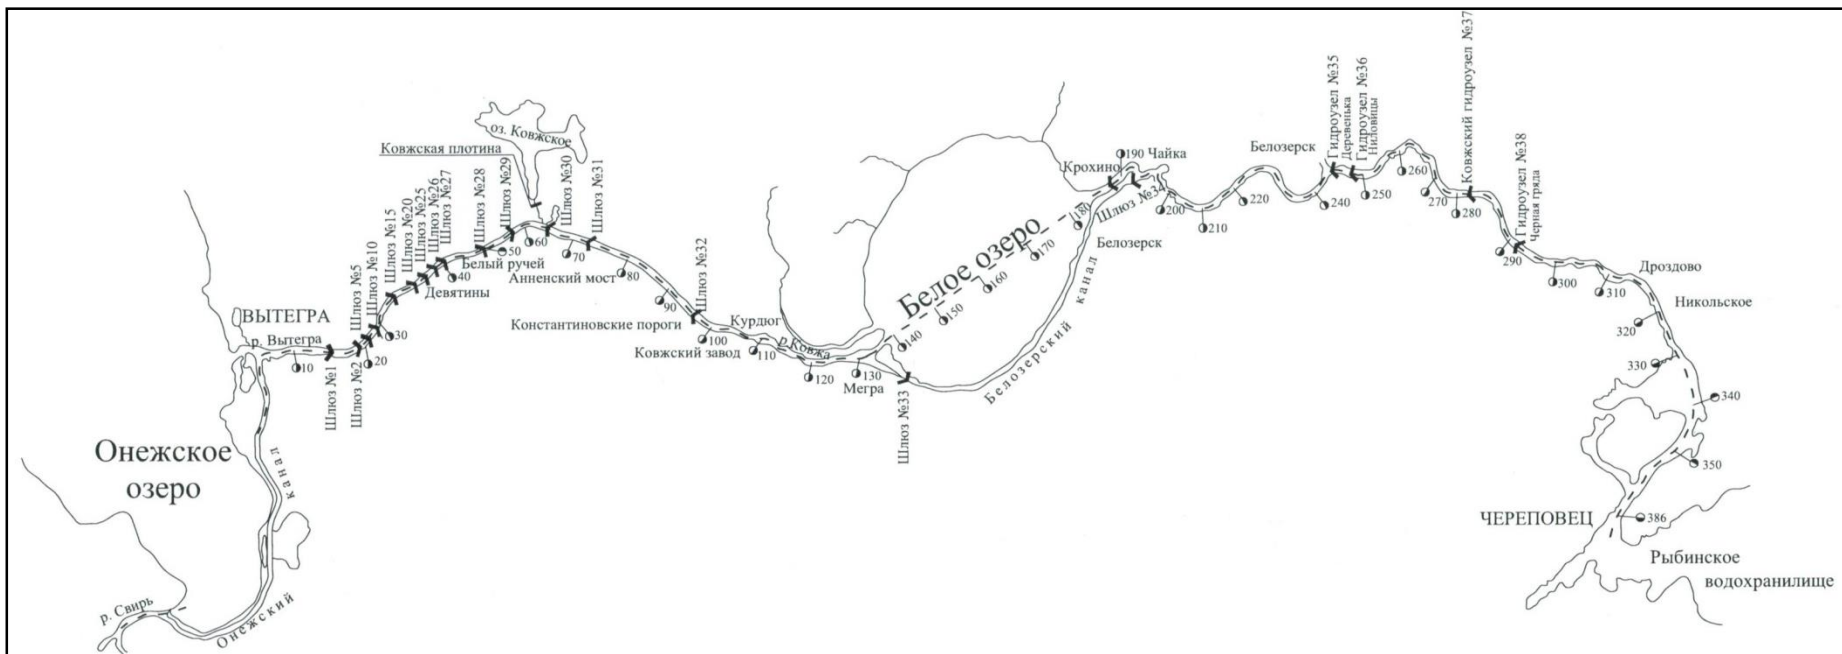 Онежское
озеро
р. Свирь
Онежский
канал
ВЫТЕГРА
р. Вытегра
10
Шлюз №1
Шлюз №2
Шлюз №5
20
Шлюз №10
30
Шлюз №15
Шлюз №20
Шлюз №25
Шлюз №26
Шлюз №27
Девятины
40
Белый ручей
Шлюз №28
50
Шлюз №29
60
Ковжская плотина
оз. Ковжское
Шлюз №30
70
Шлюз №31
Анненский мост
80
90
Константиновские пороги
Шлюз №32
100
Ковжский завод
Курдюг
110
р.Ковжа
120
130
Мегра
140
Шлюз №33
150
Белое озеро
160
170
180
Белозерский
канал
Белозерск
Шлюз №34
Крохино
190
Чайка
200
210
220
Белозерск
240
Гидроузел №35
Деревенька
Гидроузел №36
Ниловицы
250
260
270
280
Ковжский гидроузел №37
290
Гидроузел №38
Черная гряда
300
310
Дроздово
Никольское
320
330
340
350
ЧЕРЕПОВЕЦ
386
Рыбинское
водохранилище